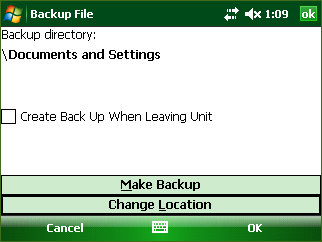 Backup File 1:09 ok
Backup directory:
\Documents and Settings
Create Back Up When Leaving Unit
Make Backup
Change Location
Cancel OK